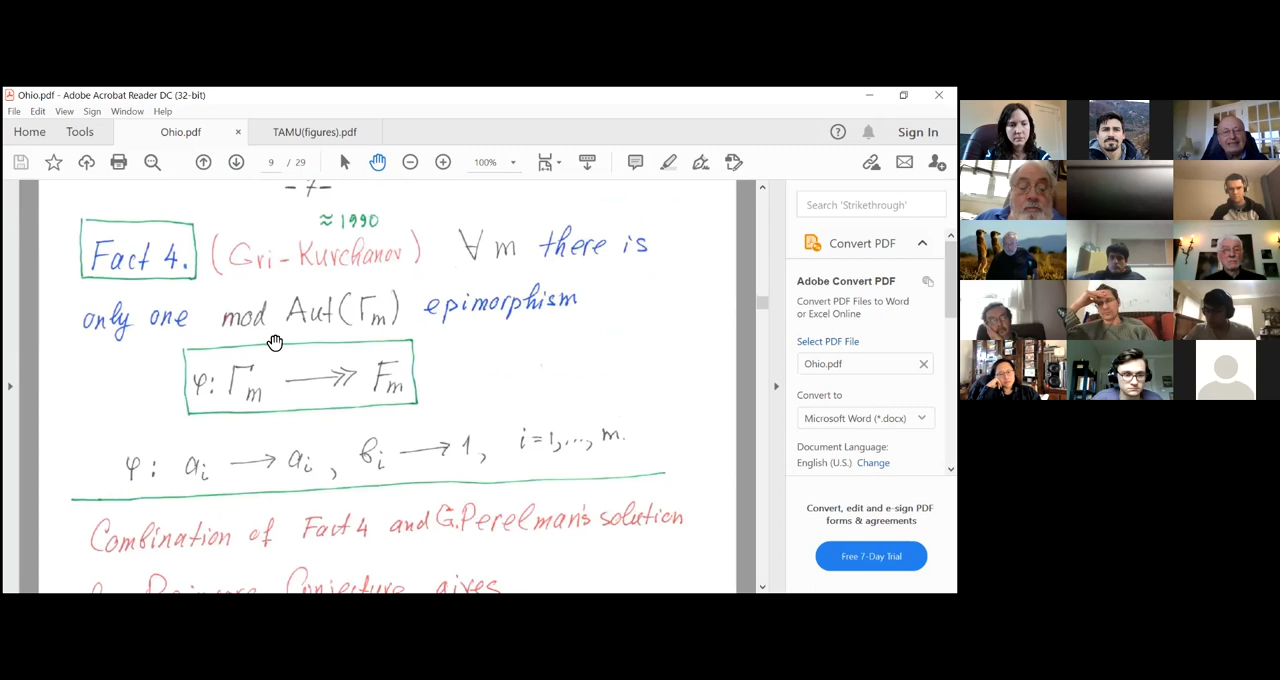 Ohio.pdf - Adobe Acrobat Reader DC (32-bit)
File Edit View Sign Window Help
Home Tools Ohio.pdf × TAMU(figures).pdf Sign In
9 / 29 100%
-7-
≈ 1990
Fact 4. (Gri-Kurchanov) ∀ m there is
only one mod Aut(Γm) epimorphism
φ: Γm ↠ Fm
φ: ai → ai, bi → 1, i=1,..., m.
Combination of Fact 4 and G.Perelman's solution
Conjecture gives
Search 'Strikethrough'
Convert PDF
Adobe Convert PDF
Convert PDF Files to Word
or Excel Online
Select PDF File
Ohio.pdf
Convert to
Microsoft Word (*.docx)
Document Language:
English (U.S.) Change
Convert, edit and e-sign PDF
forms & agreements
Free 7-Day Trial